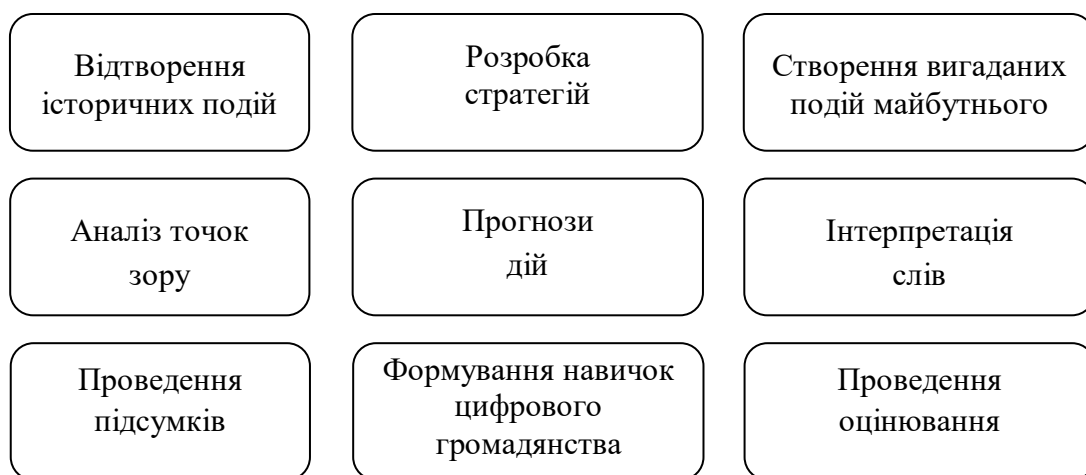 Відтворення
історичних подій
Розробка
стратегій
Створення вигаданих
подій майбутнього
Аналіз точок
зору
Прогнози
дій
Інтерпретація
слів
Проведення
підсумків
Формування навичок
цифрового
громадянства
Проведення
оцінювання